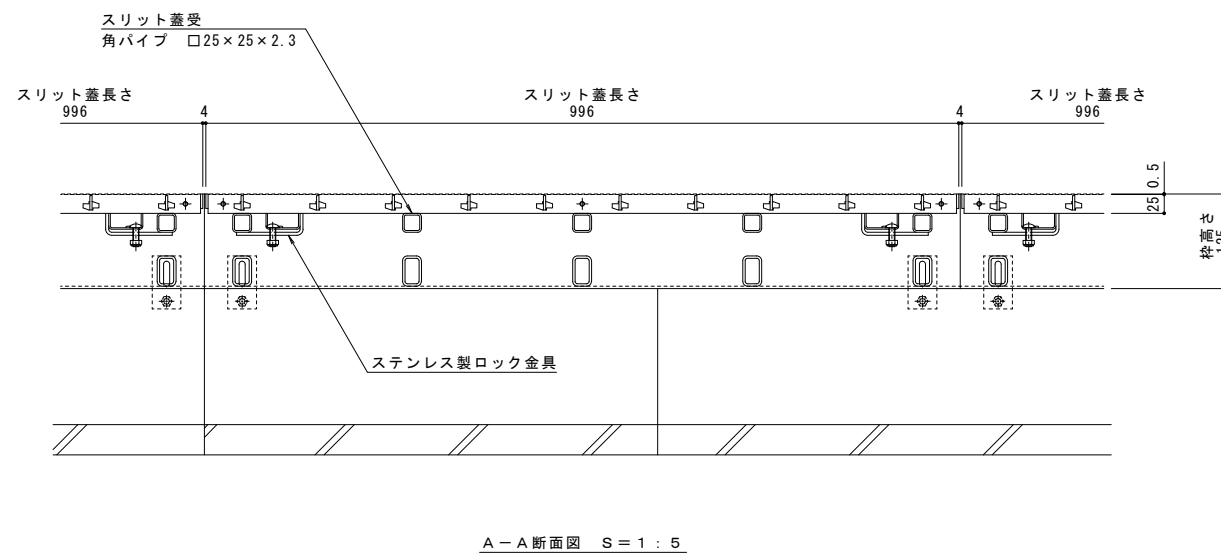 スリット蓋受
角パイプ　□25×25×2.3
スリット蓋長さ
996
4
スリット蓋長さ
996
4
スリット蓋長さ
996
0.5
25
枠高さ
125
ステンレス製ロック金具
A－A断面図　S＝1：5